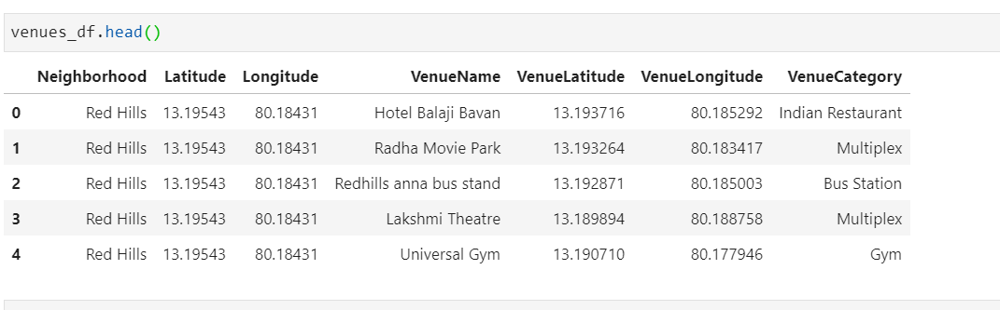 venues_df.head()
Neighborhood Latitude Longitude VenueName VenueLatitude VenueLongitude VenueCategory
0 Red Hills 13.19543 80.18431 Hotel Balaji Bavan 13.193716 80.185292 Indian Restaurant
1 Red Hills 13.19543 80.18431 Radha Movie Park 13.193264 80.183417 Multiplex
2 Red Hills 13.19543 80.18431 Redhills anna bus stand 13.192871 80.185003 Bus Station
3 Red Hills 13.19543 80.18431 Lakshmi Theatre 13.189894 80.188758 Multiplex
4 Red Hills 13.19543 80.18431 Universal Gym 13.190710 80.177946 Gym